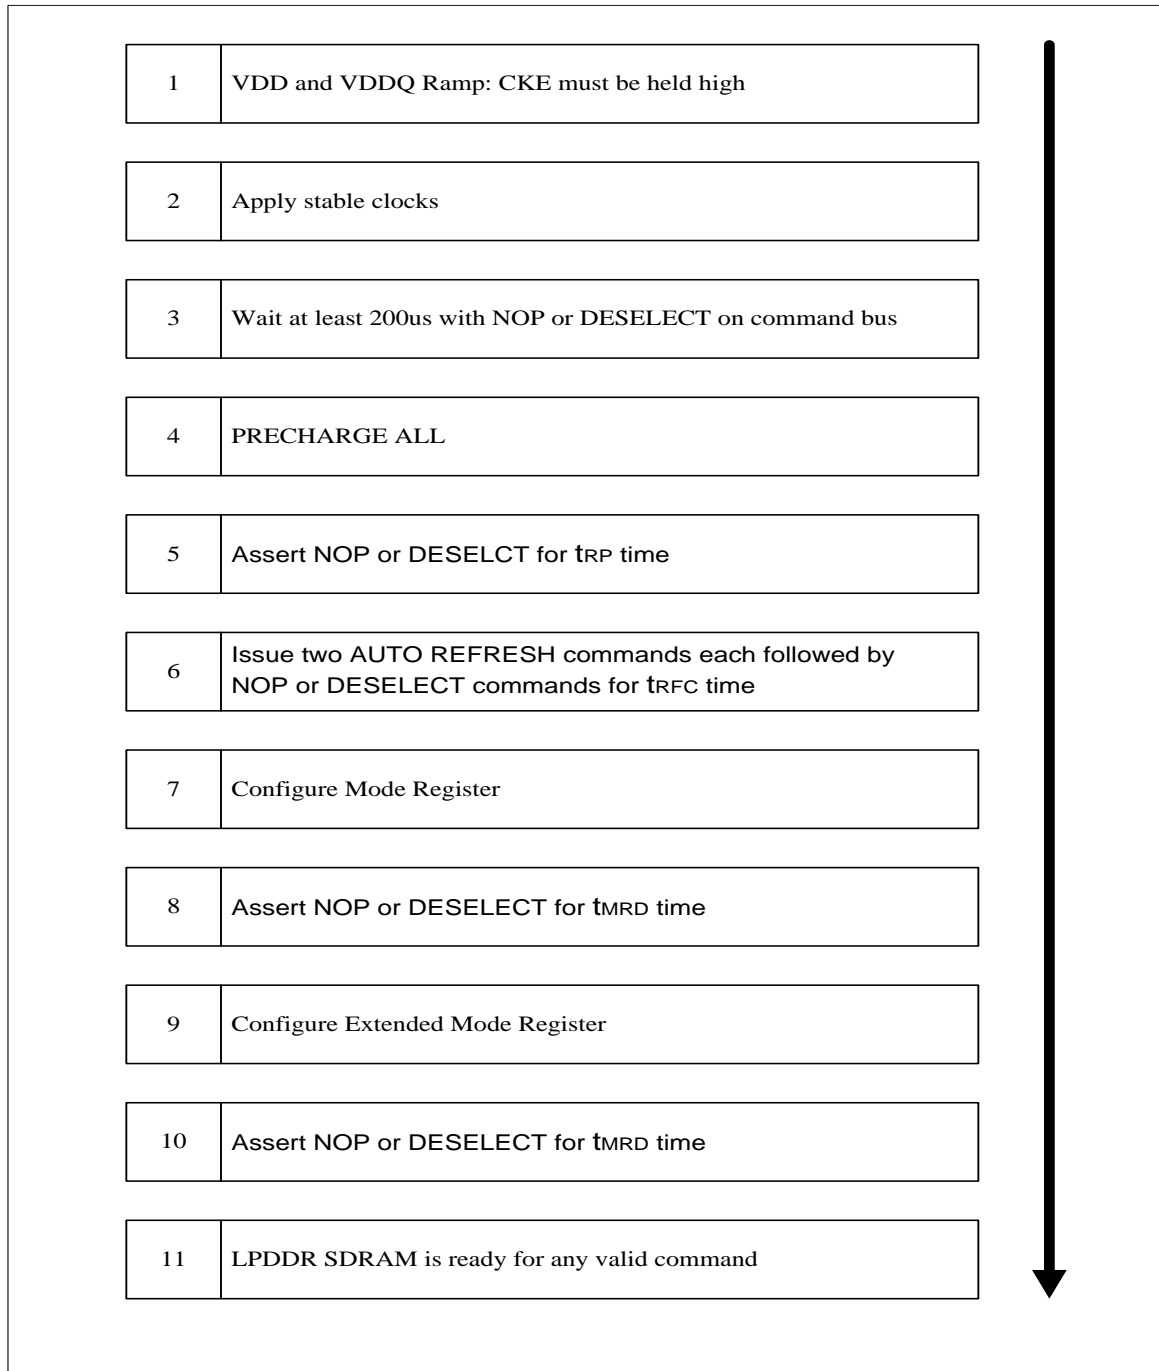 1 VDD and VDDQ Ramp: CKE must be held high
2 Apply stable clocks
3 Wait at least 200us with NOP or DESELECT on command bus
4 PRECHARGE ALL
5 Assert NOP or DESELCT for tRP time
6 Issue two AUTO REFRESH commands each followed by
NOP or DESELECT commands for tRFC time
7 Configure Mode Register
8 Assert NOP or DESELECT for tMRD time
9 Configure Extended Mode Register
10 Assert NOP or DESELECT for tMRD time
11 LPDDR SDRAM is ready for any valid command